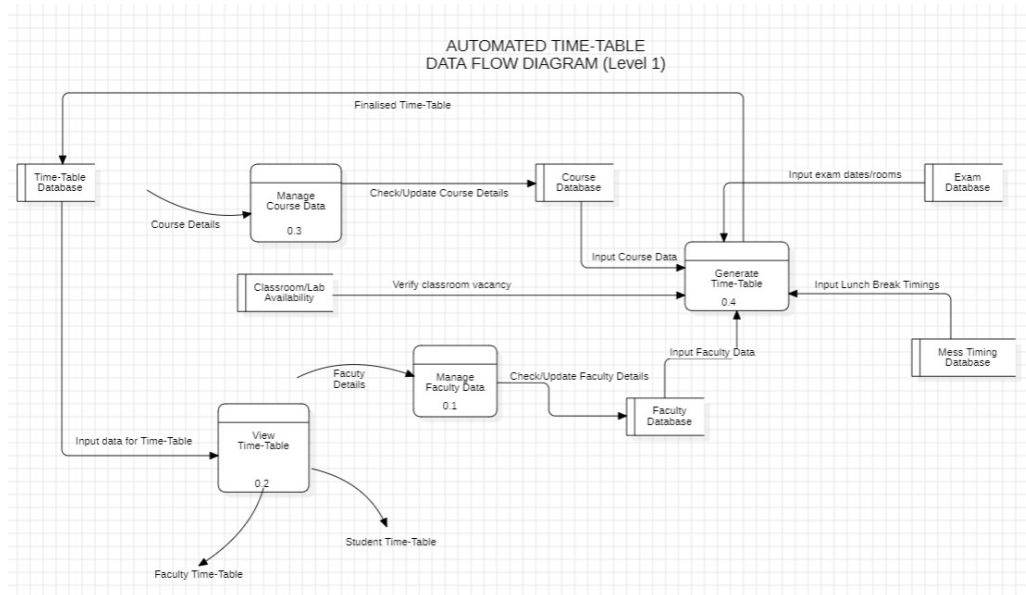 AUTOMATED TIME-TABLE
DATA FLOW DIAGRAM (Level 1)
Finalised Time-Table
Time-Table
Database
Course Details
Manage
Course Data
0.3
Check/Update Course Details
Course
Database
Input exam dates/rooms
Exam
Database
Input Course Data
Classroom/Lab
Availability
Verify classroom vacancy
Generate
Time-Table
0.4
Input Lunch Break Timings
Mess Timing
Database
Input Faculty Data
Facuty
Details
Manage
Faculty Data
0.1
Check/Update Faculty Details
Faculty
Database
Input data for Time-Table
View
Time-Table
0.2
Student Time-Table
Faculty Time-Table